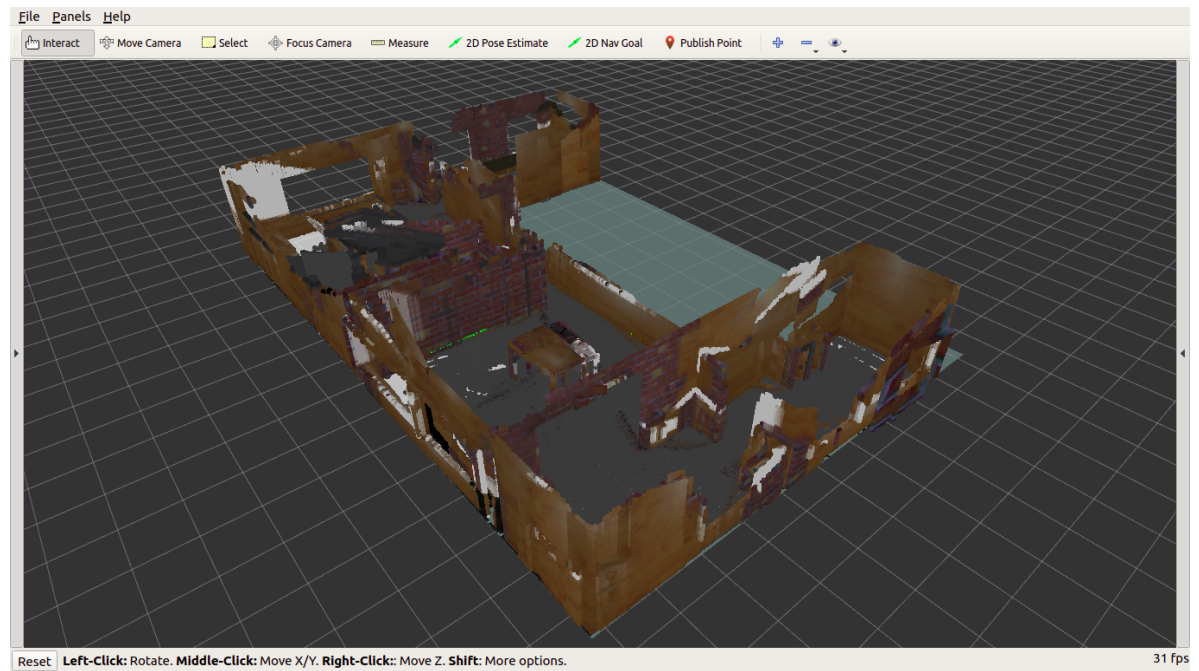 File Panels Help
Interact Move Camera Select Focus Camera Measure 2D Pose Estimate 2D Nav Goal Publish Point
Reset Left-Click: Rotate. Middle-Click: Move X/Y. Right-Click:: Move Z. Shift: More options. 31 fps